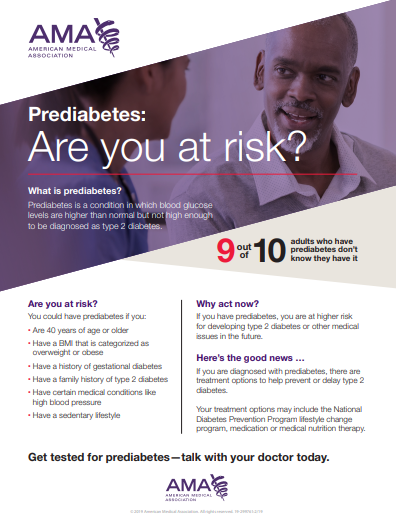 AMA
AMERICAN MEDICAL
ASSOCIATION
Prediabetes:
Are you at risk?
What is prediabetes?
Prediabetes is a condition in which blood glucose
levels are higher than normal but not high enough
to be diagnosed as type 2 diabetes.
9 out of 10
adults who have
prediabetes don't
know they have it
Are you at risk?
You could have prediabetes if you:
• Are 40 years of age or older
• Have a BMI that is categorized as
overweight or obese
• Have a history of gestational diabetes
• Have a family history of type 2 diabetes
• Have certain medical conditions like
high blood pressure
• Have a sedentary lifestyle
Why act now?
If you have prediabetes, you are at higher risk
for developing type 2 diabetes or other medical
issues in the future.
Here's the good news …
If you are diagnosed with prediabetes, there are
treatment options to help prevent or delay type 2
diabetes.
Your treatment options may include the National
Diabetes Prevention Program lifestyle change
program, medication or medical nutrition therapy.
Get tested for prediabetes—talk with your doctor today.
AMA
AMERICAN MEDICAL
ASSOCIATION
© 2019 American Medical Association. All rights reserved.